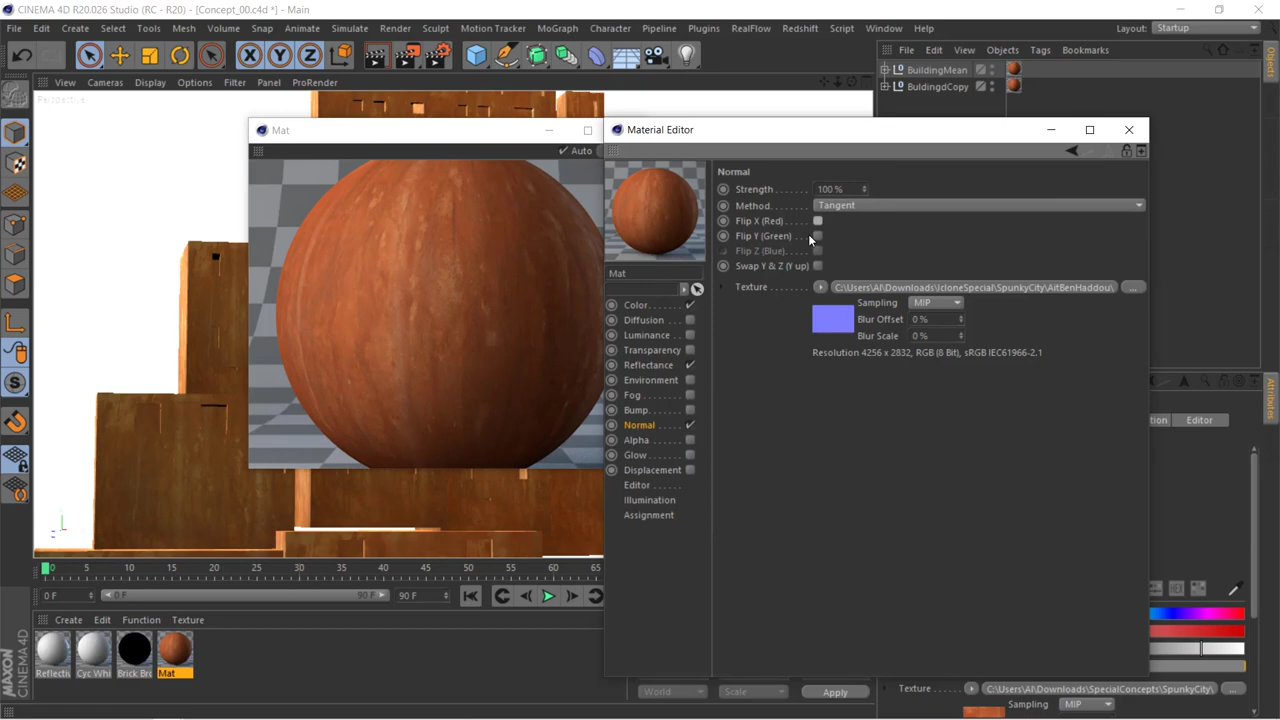 CINEMA 4D R20.026 Studio (RC - R20) - [Concept_00.c4d *] - Main
File Edit Create Select Tools Mesh Volume Snap Animate Simulate Render Sculpt Motion Tracker MoGraph Character Pipeline Plugins RealFlow Redshift Script Window Help
Layout: Startup
X Y Z
File Edit View Objects Tags Bookmarks
View Cameras Display Options Filter Panel ProRender
Perspective
BuildingMean
BuldingdCopy
Objects
Mat
Auto
Material Editor
Normal
Strength 100 %
Method Tangent
Flip X (Red)
Flip Y (Green)
Flip Z (Blue)
Swap Y & Z (Y up)
Texture C:\Users\Al\Downloads\IcloneSpecial\SpunkyCity\AitBenHaddou\ ...
Sampling MIP
Blur Offset 0 %
Blur Scale 0 %
Resolution 4256 x 2832, RGB (8 Bit), sRGB IEC61966-2.1
Mat
Color
Diffusion
Luminance
Transparency
Reflectance
Environment
Fog
Bump
Normal
Alpha
Glow
Displacement
Editor
Illumination
Assignment
Attributes
Editor
0 5 10 15 20 25 30 35 40 45 50 55 60 65
0 F 0 F 90 F 90 F
Create Edit Function Texture
Reflectiv Cyc Whi Brick Bro Mat
World Scale Apply
Texture C:\Users\Al\Downloads\SpecialConcepts\SpunkyCity\ ...
Sampling MIP
MAXON CINEMA 4D